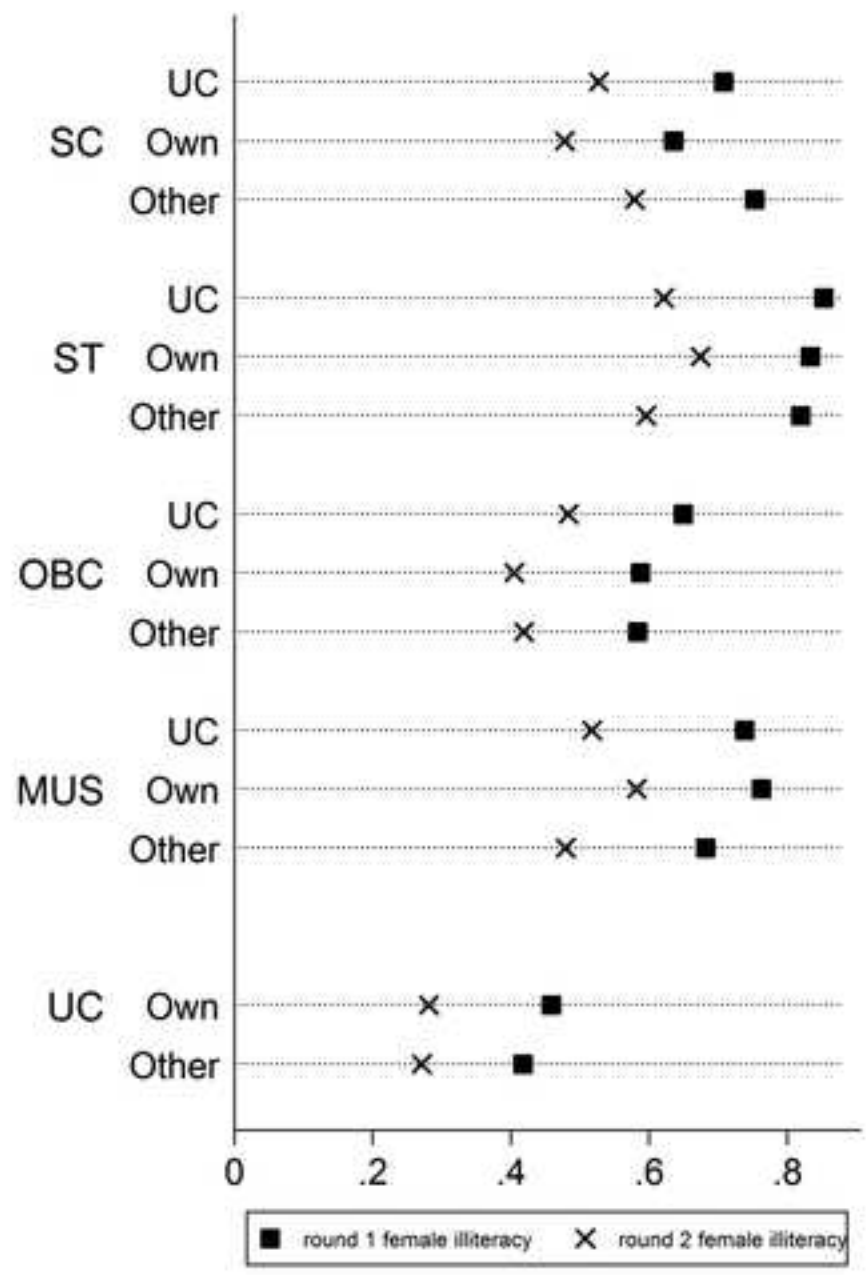 UC
SC Own
Other
UC
ST Own
Other
UC
OBC Own
Other
UC
MUS Own
Other
UC Own
Other
0 .2 .4 .6 .8
round 1 female illiteracy round 2 female illiteracy